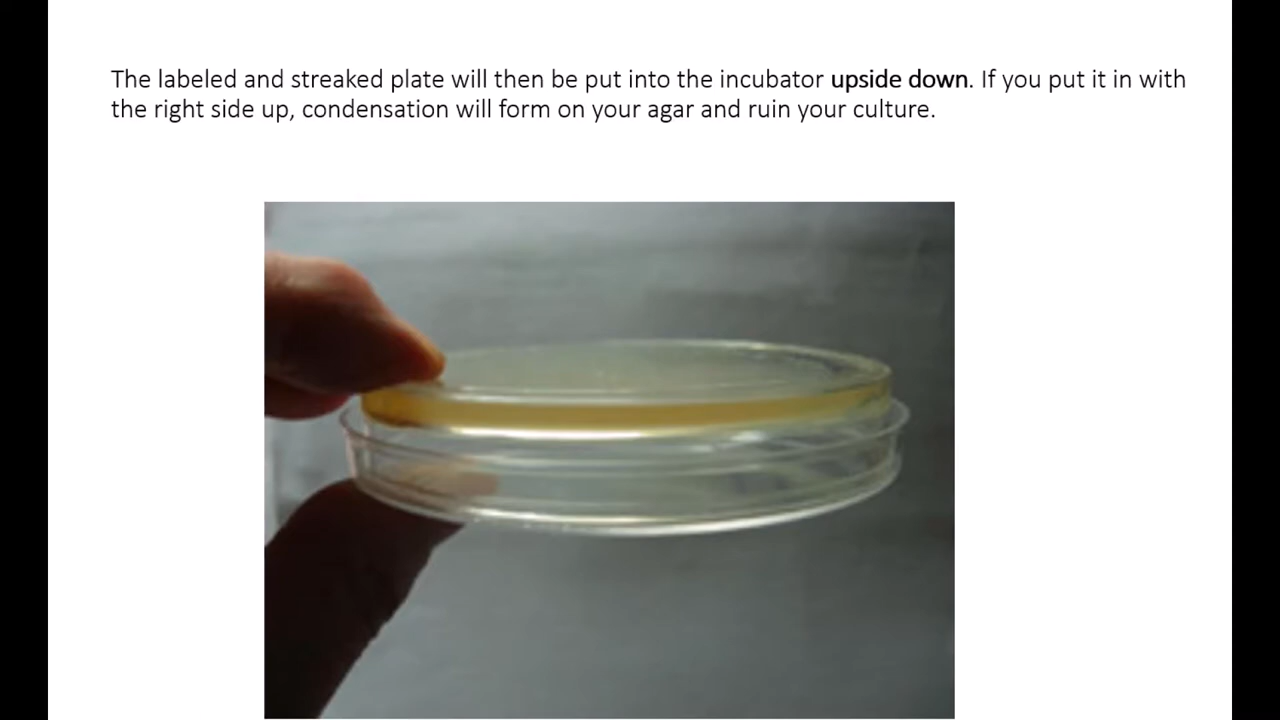 The labeled and streaked plate will then be put into the incubator upside down. If you put it in with
the right side up, condensation will form on your agar and ruin your culture.